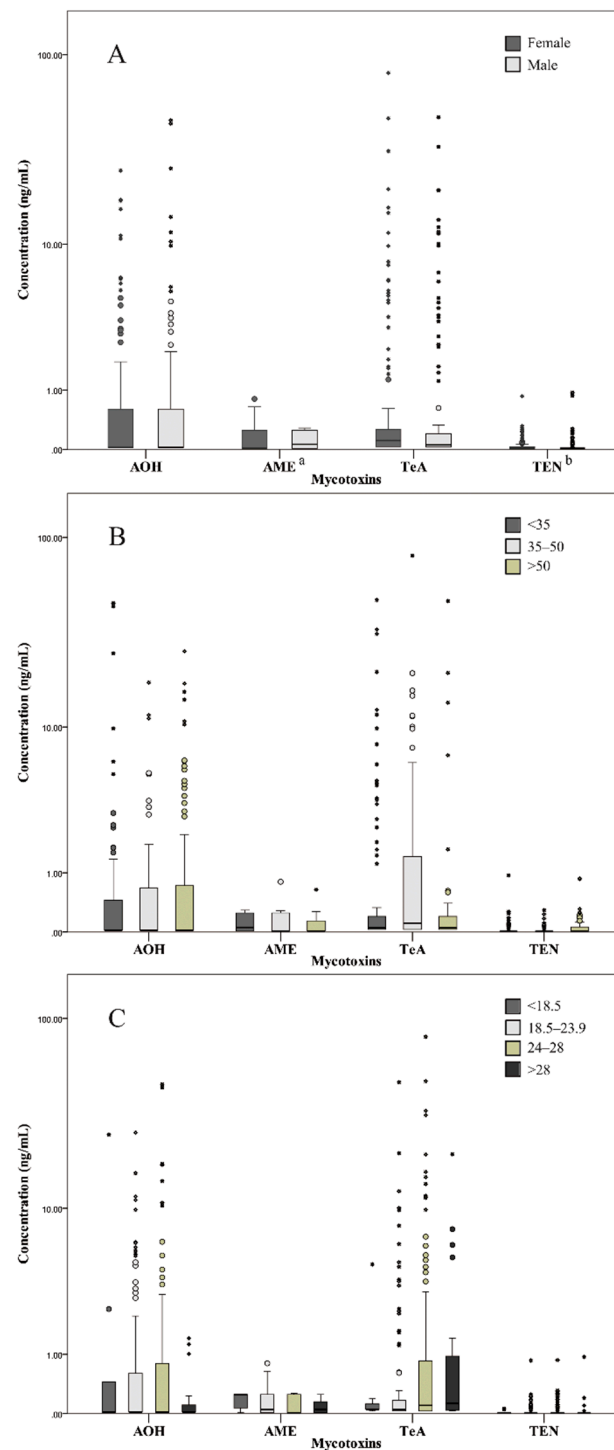 A
Female
Male
Concentration (ng/mL)
100.00
10.00
1.00
.00
AOH AME a TeA TEN b
Mycotoxins
B
<35
35–50
>50
Concentration (ng/mL)
100.00
10.00
1.00
.00
AOH AME TeA TEN
Mycotoxins
C
<18.5
18.5–23.9
24–28
>28
Concentration (ng/mL)
100.00
10.00
1.00
.00
AOH AME TeA TEN
Mycotoxins